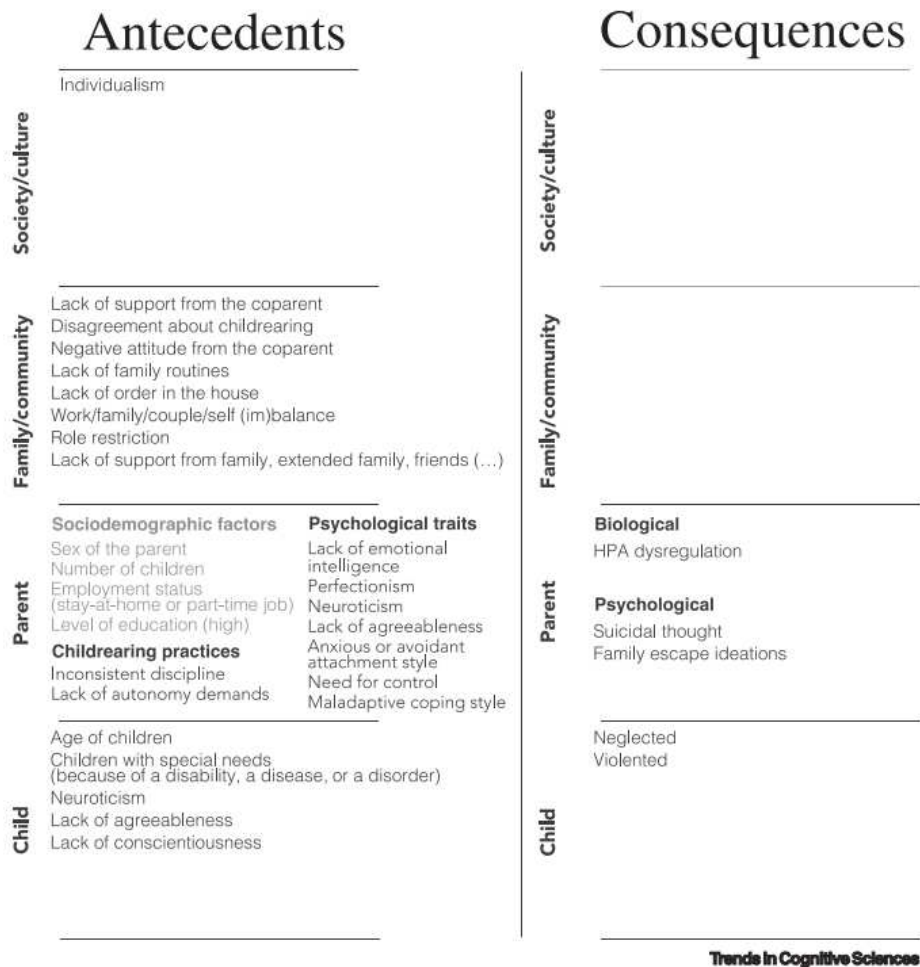 Antecedents
Society/culture
Individualism
Family/community
Lack of support from the coparent
Disagreement about childrearing
Negative attitude from the coparent
Lack of family routines
Lack of order in the house
Work/family/couple/self (im)balance
Role restriction
Lack of support from family, extended family, friends (…)
Parent
Sociodemographic factors
Sex of the parent
Number of children
Employment status
(stay-at-home or part-time job)
Level of education (high)
Childrearing practices
Inconsistent discipline
Lack of autonomy demands
Psychological traits
Lack of emotional
intelligence
Perfectionism
Neuroticism
Lack of agreeableness
Anxious or avoidant
attachment style
Need for control
Maladaptive coping style
Child
Age of children
Children with special needs
(because of a disability, a disease, or a disorder)
Neuroticism
Lack of agreeableness
Lack of conscientiousness
Consequences
Society/culture
Family/community
Parent
Biological
HPA dysregulation
Psychological
Suicidal thought
Family escape ideations
Child
Neglected
Violented
Trends in Cognitive Sciences